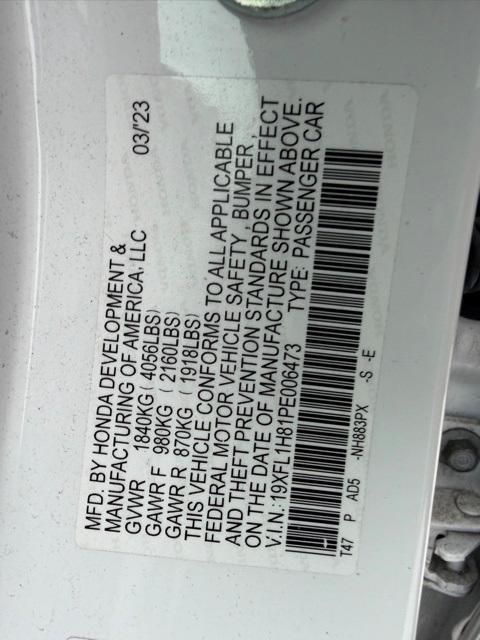 MFD. BY HONDA DEVELOPMENT &
MANUFACTURING OF AMERICA, LLC 03/'23
GVWR 1840KG ( 4056LBS)
GAWR F 980KG ( 2160LBS)
GAWR R 870KG ( 1918LBS)
THIS VEHICLE CONFORMS TO ALL APPLICABLE
FEDERAL MOTOR VEHICLE SAFETY, BUMPER,
AND THEFT PREVENTION STANDARDS IN EFFECT
ON THE DATE OF MANUFACTURE SHOWN ABOVE.
V.I.N.: 19XFL1H81PE006473 TYPE: PASSENGER CAR
T47 P AD5 -NH883PX -S -E